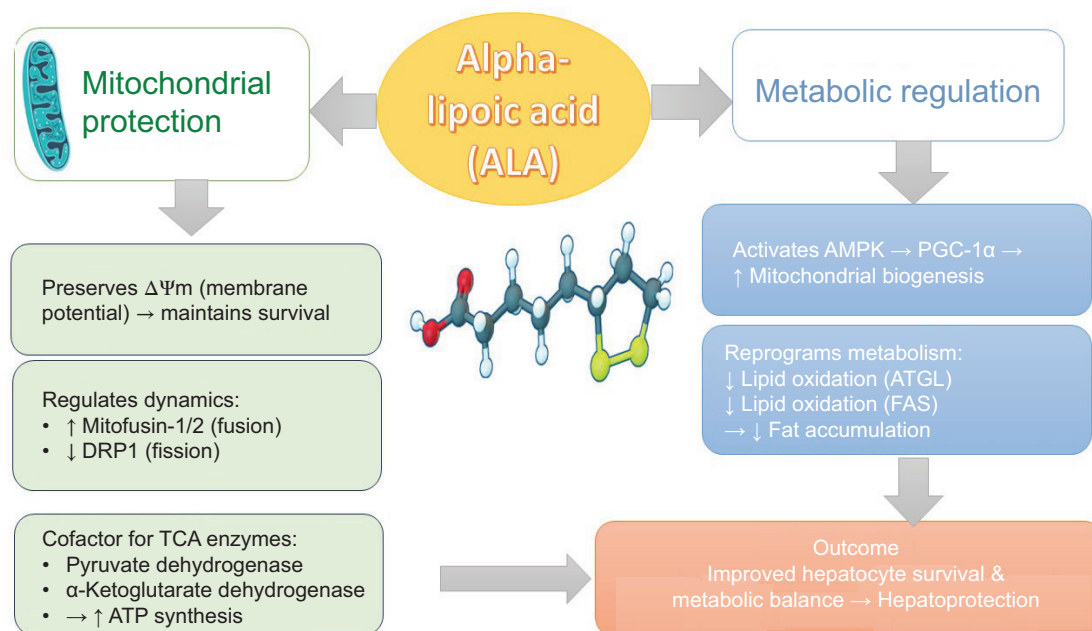 Mitochondrial
protection
Alpha-
lipoic acid
(ALA)
Metabolic regulation
Preserves ΔΨm (membrane
potential) → maintains survival
Regulates dynamics:
• ↑ Mitofusin-1/2 (fusion)
• ↓ DRP1 (fission)
Cofactor for TCA enzymes:
• Pyruvate dehydrogenase
• α-Ketoglutarate dehydrogenase
• → ↑ ATP synthesis
Activates AMPK → PGC-1α →
↑ Mitochondrial biogenesis
Reprograms metabolism:
↓ Lipid oxidation (ATGL)
↓ Lipid oxidation (FAS)
→ ↓ Fat accumulation
Outcome
Improved hepatocyte survival &
metabolic balance → Hepatoprotection